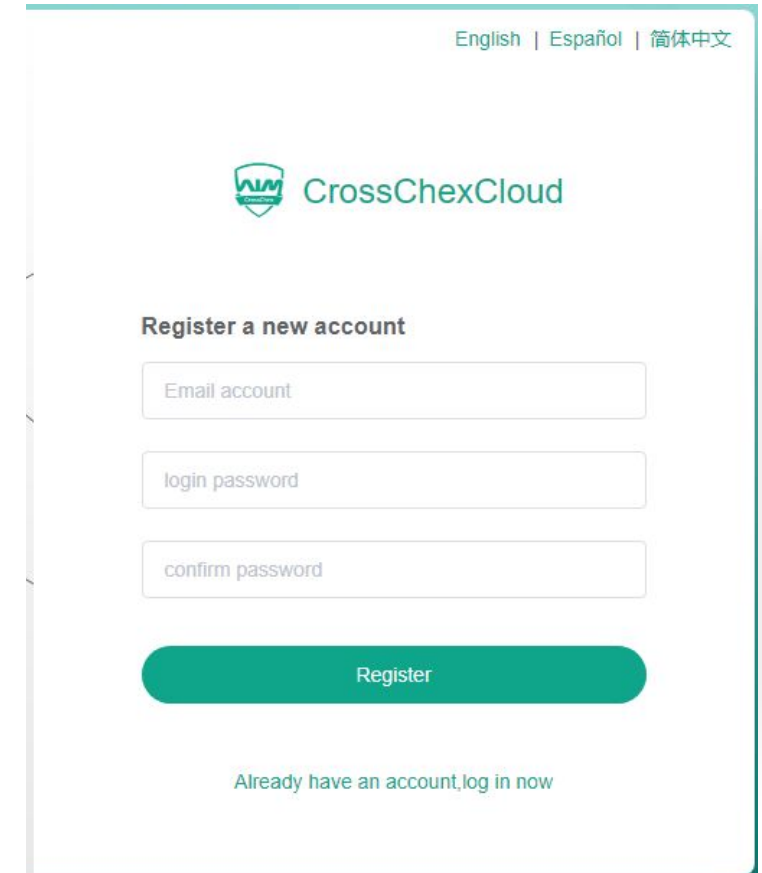 English | Español | 简体中文
CrossChexCloud
Register a new account
Email account
login password
confirm password
Register
Already have an account,log in now